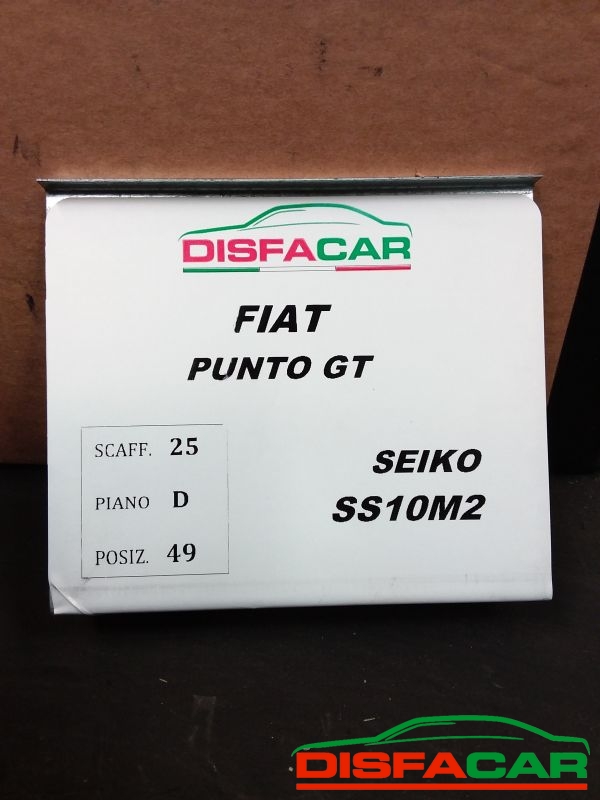 DISFACAR
FIAT
PUNTO GT
SCAFF. 25
PIANO D
POSIZ. 49
SEIKO
SS10M2
DISFACAR